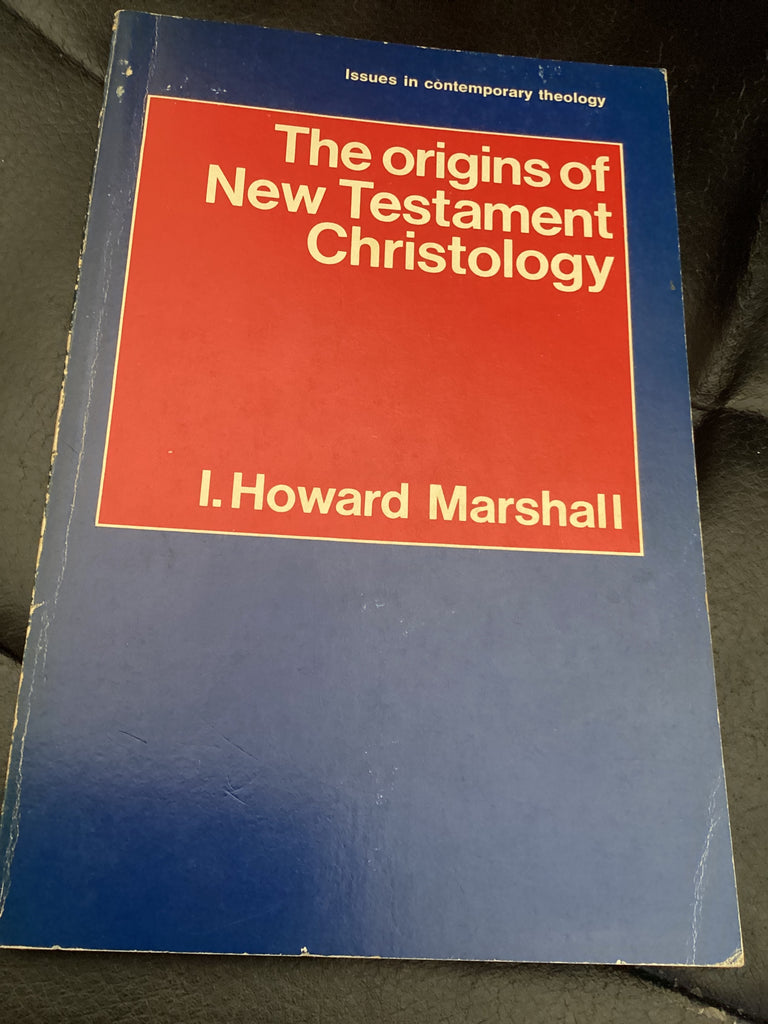 Issues in contemporary theology
The origins of
New Testament
Christology
I. Howard Marshall